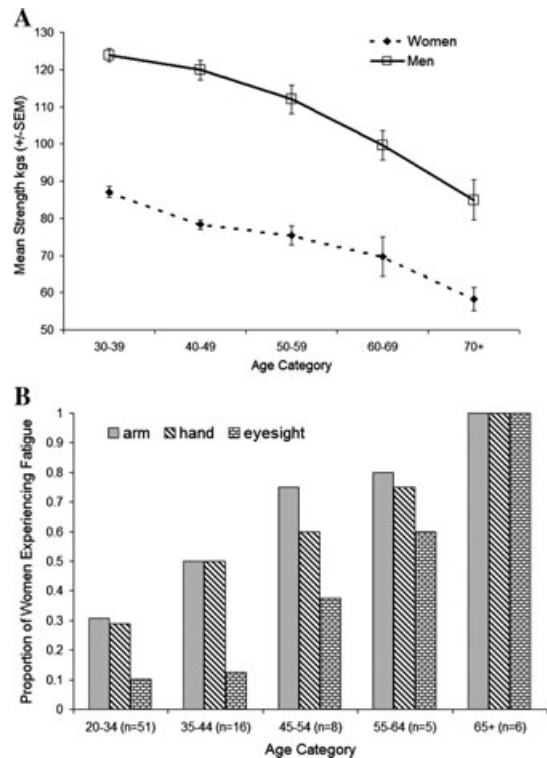 A
Women
Men
Mean Strength kgs (+/-SEM)
130
120
110
100
90
80
70
60
50
30-39 40-49 50-59 60-69 70+
Age Category
B
arm hand eyesight
Proportion of Women Experiencing Fatigue
1
0.9
0.8
0.7
0.6
0.5
0.4
0.3
0.2
0.1
0
20-34 (n=51) 35-44 (n=16) 45-54 (n=8) 55-64 (n=5) 65+ (n=6)
Age Category